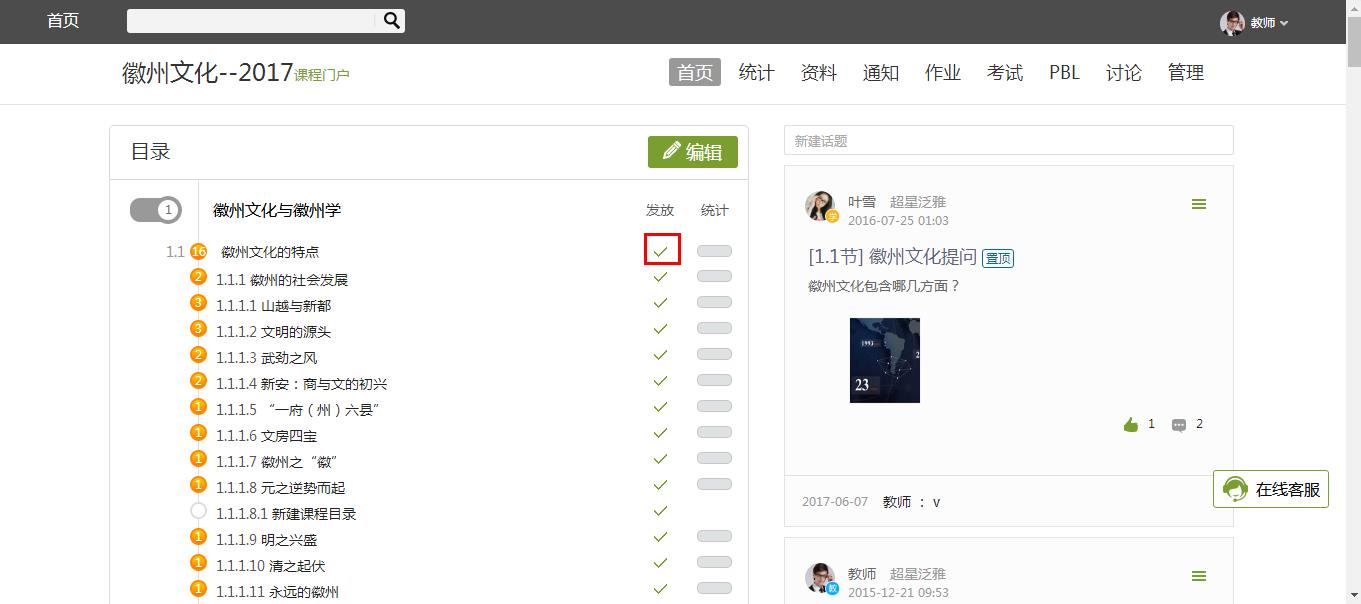 首页
教师
徽州文化--2017课程门户
首页 统计 资料 通知 作业 考试 PBL 讨论 管理
目录
编辑
1 徽州文化与徽州学 发放 统计
1.1 16 徽州文化的特点
2 1.1.1 徽州的社会发展
3 1.1.1.1 山越与新都
3 1.1.1.2 文明的源头
2 1.1.1.3 武劲之风
2 1.1.1.4 新安：商与文的初兴
1 1.1.1.5 “一府（州）六县”
1 1.1.1.6 文房四宝
1 1.1.1.7 徽州之“徽”
1 1.1.1.8 元之逆势而起
1.1.1.8.1 新建课程目录
1 1.1.1.9 明之兴盛
1 1.1.1.10 清之起伏
1 1.1.1.11 永远的徽州
新建话题
叶雪 超星泛雅
学
2016-07-25 01:03
[1.1节] 徽州文化提问 置顶
徽州文化包含哪几方面？
1993
2
23
1 2
2017-06-07 教师 ： v
在线客服
教师 超星泛雅
教
2015-12-21 09:53